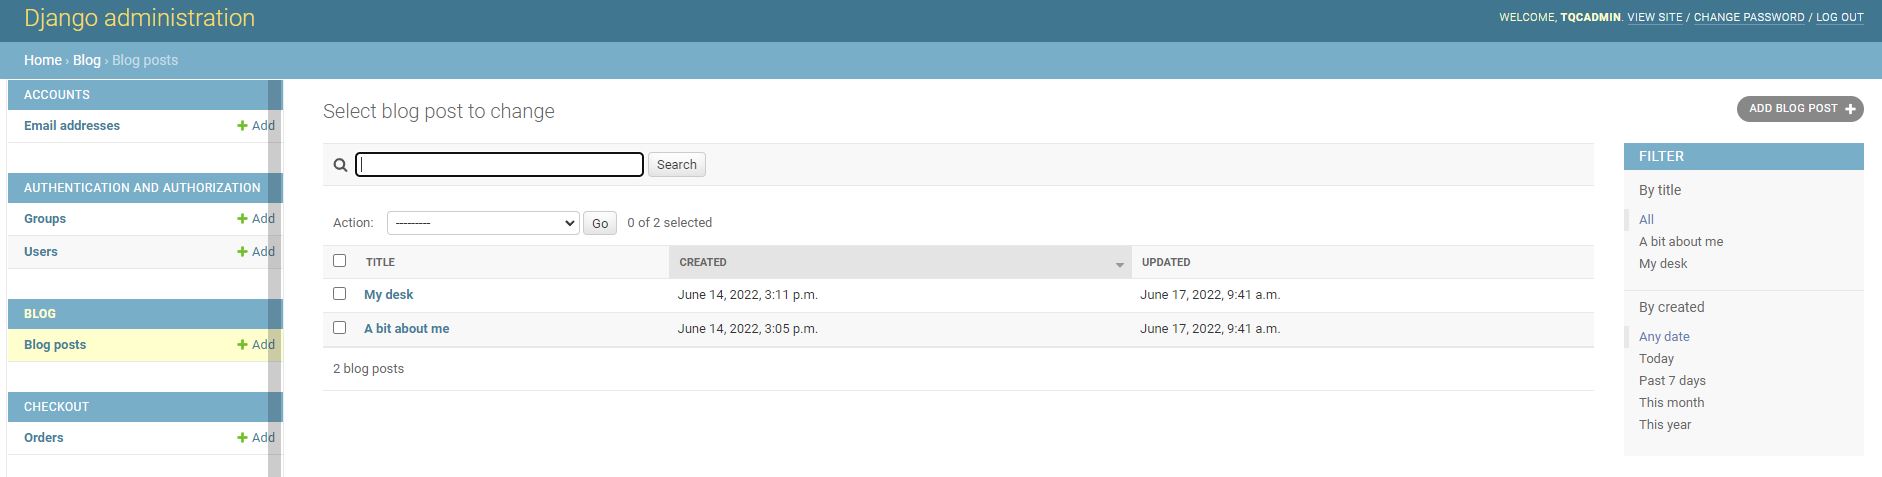 Django administration
WELCOME, TQCADMIN. VIEW SITE / CHANGE PASSWORD / LOG OUT
Home › Blog › Blog posts
ACCOUNTS
Email addresses + Add
AUTHENTICATION AND AUTHORIZATION
Groups + Add
Users + Add
BLOG
Blog posts + Add
CHECKOUT
Orders + Add
Select blog post to change
ADD BLOG POST +
Search
Action: --------- Go 0 of 2 selected
TITLE CREATED UPDATED
My desk June 14, 2022, 3:11 p.m. June 17, 2022, 9:41 a.m.
A bit about me June 14, 2022, 3:05 p.m. June 17, 2022, 9:41 a.m.
2 blog posts
FILTER
By title
All
A bit about me
My desk
By created
Any date
Today
Past 7 days
This month
This year